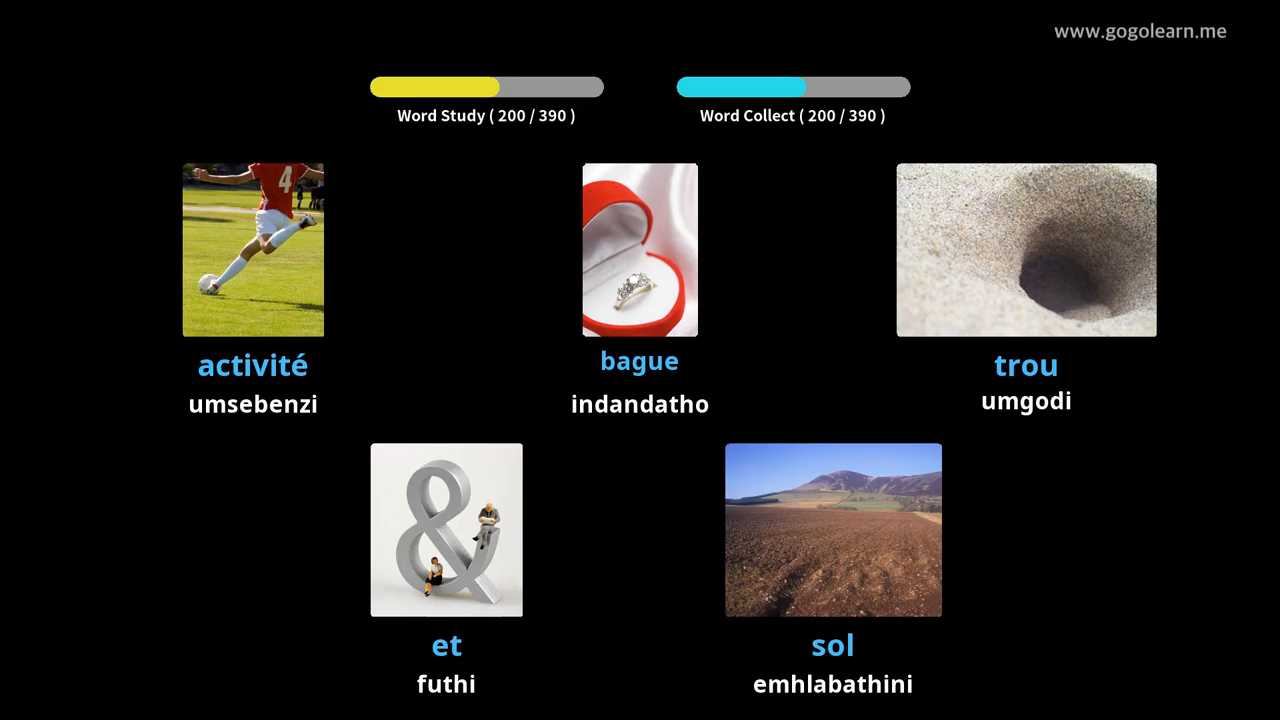 www.gogolearn.me
Word Study ( 200 / 390 )
Word Collect ( 200 / 390 )
4
activité
bague
trou
umsebenzi
indandatho
umgodi
&
et
sol
futhi
emhlabathini